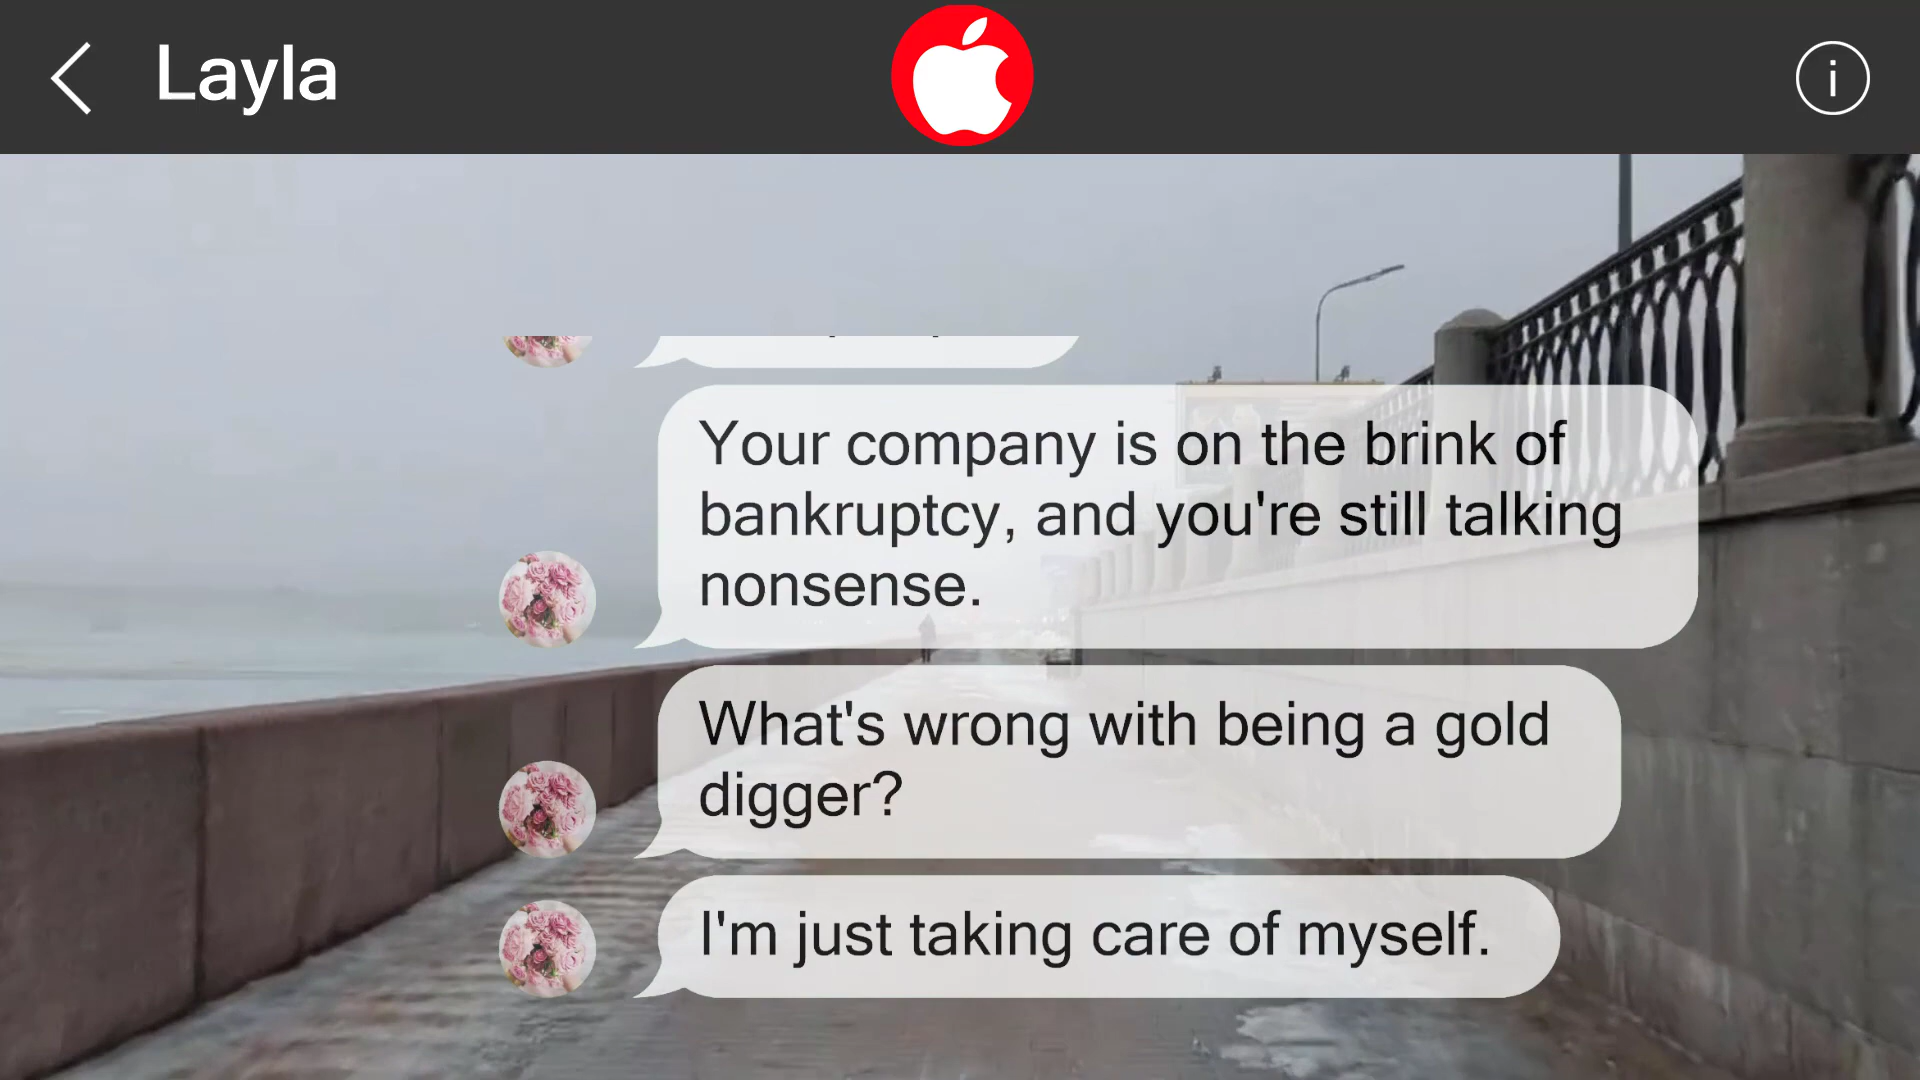 Layla
Your company is on the brink of
bankruptcy, and you're still talking
nonsense.
What's wrong with being a gold
digger?
I'm just taking care of myself.